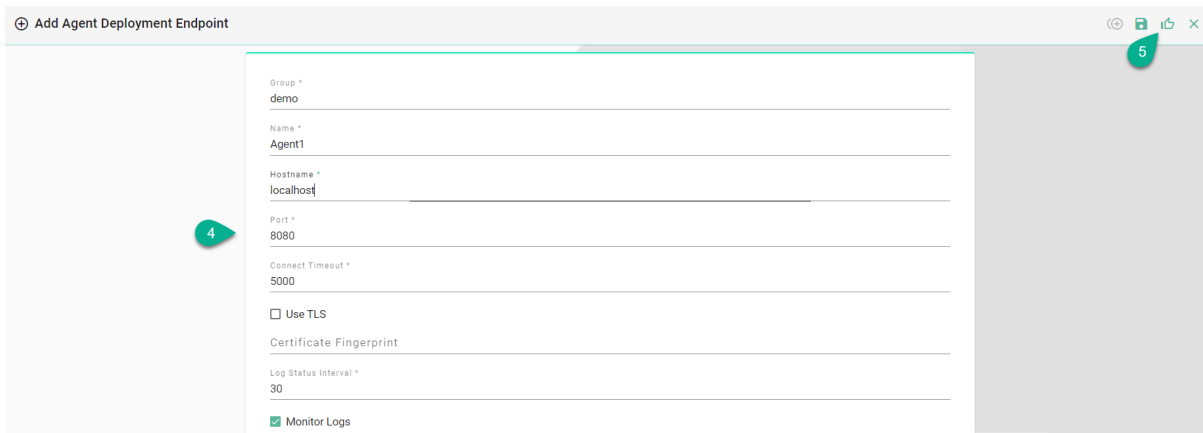 Add Agent Deployment Endpoint
5
Group *
demo
Name *
Agent1
Hostname *
localhost
4
Port *
8080
Connect Timeout *
5000
Use TLS
Certificate Fingerprint
Log Status Interval *
30
Monitor Logs